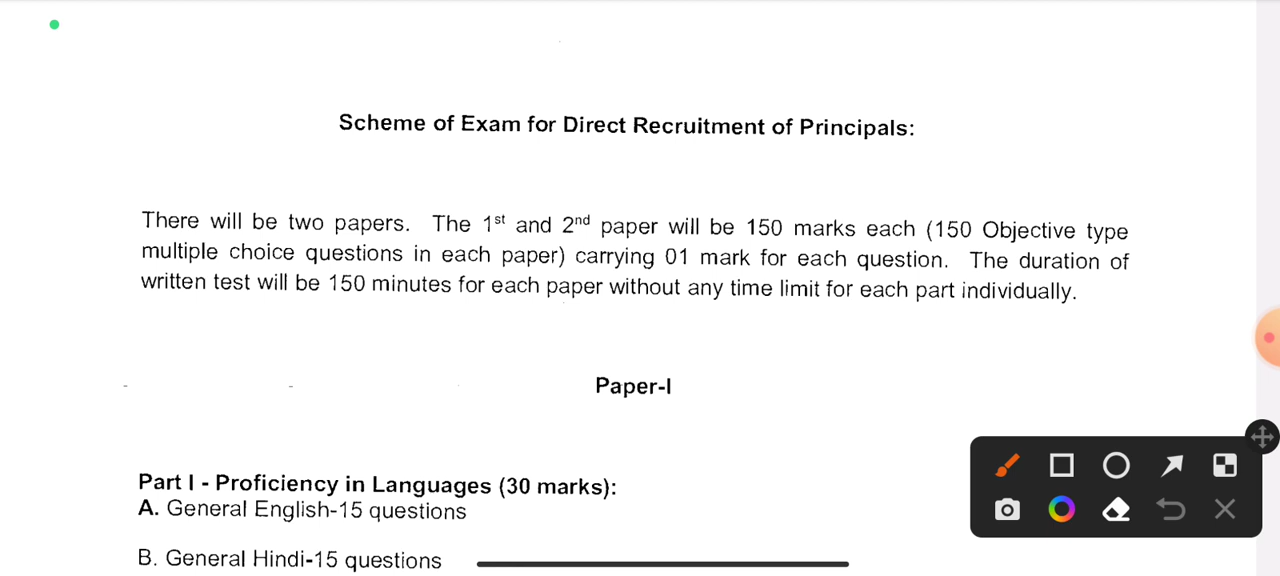 Scheme of Exam for Direct Recruitment of Principals:
There will be two papers. The 1st and 2nd paper will be 150 marks each (150 Objective type
multiple choice questions in each paper) carrying 01 mark for each question. The duration of
written test will be 150 minutes for each paper without any time limit for each part individually.
Paper-I
Part I - Proficiency in Languages (30 marks):
A. General English-15 questions
B. General Hindi-15 questions